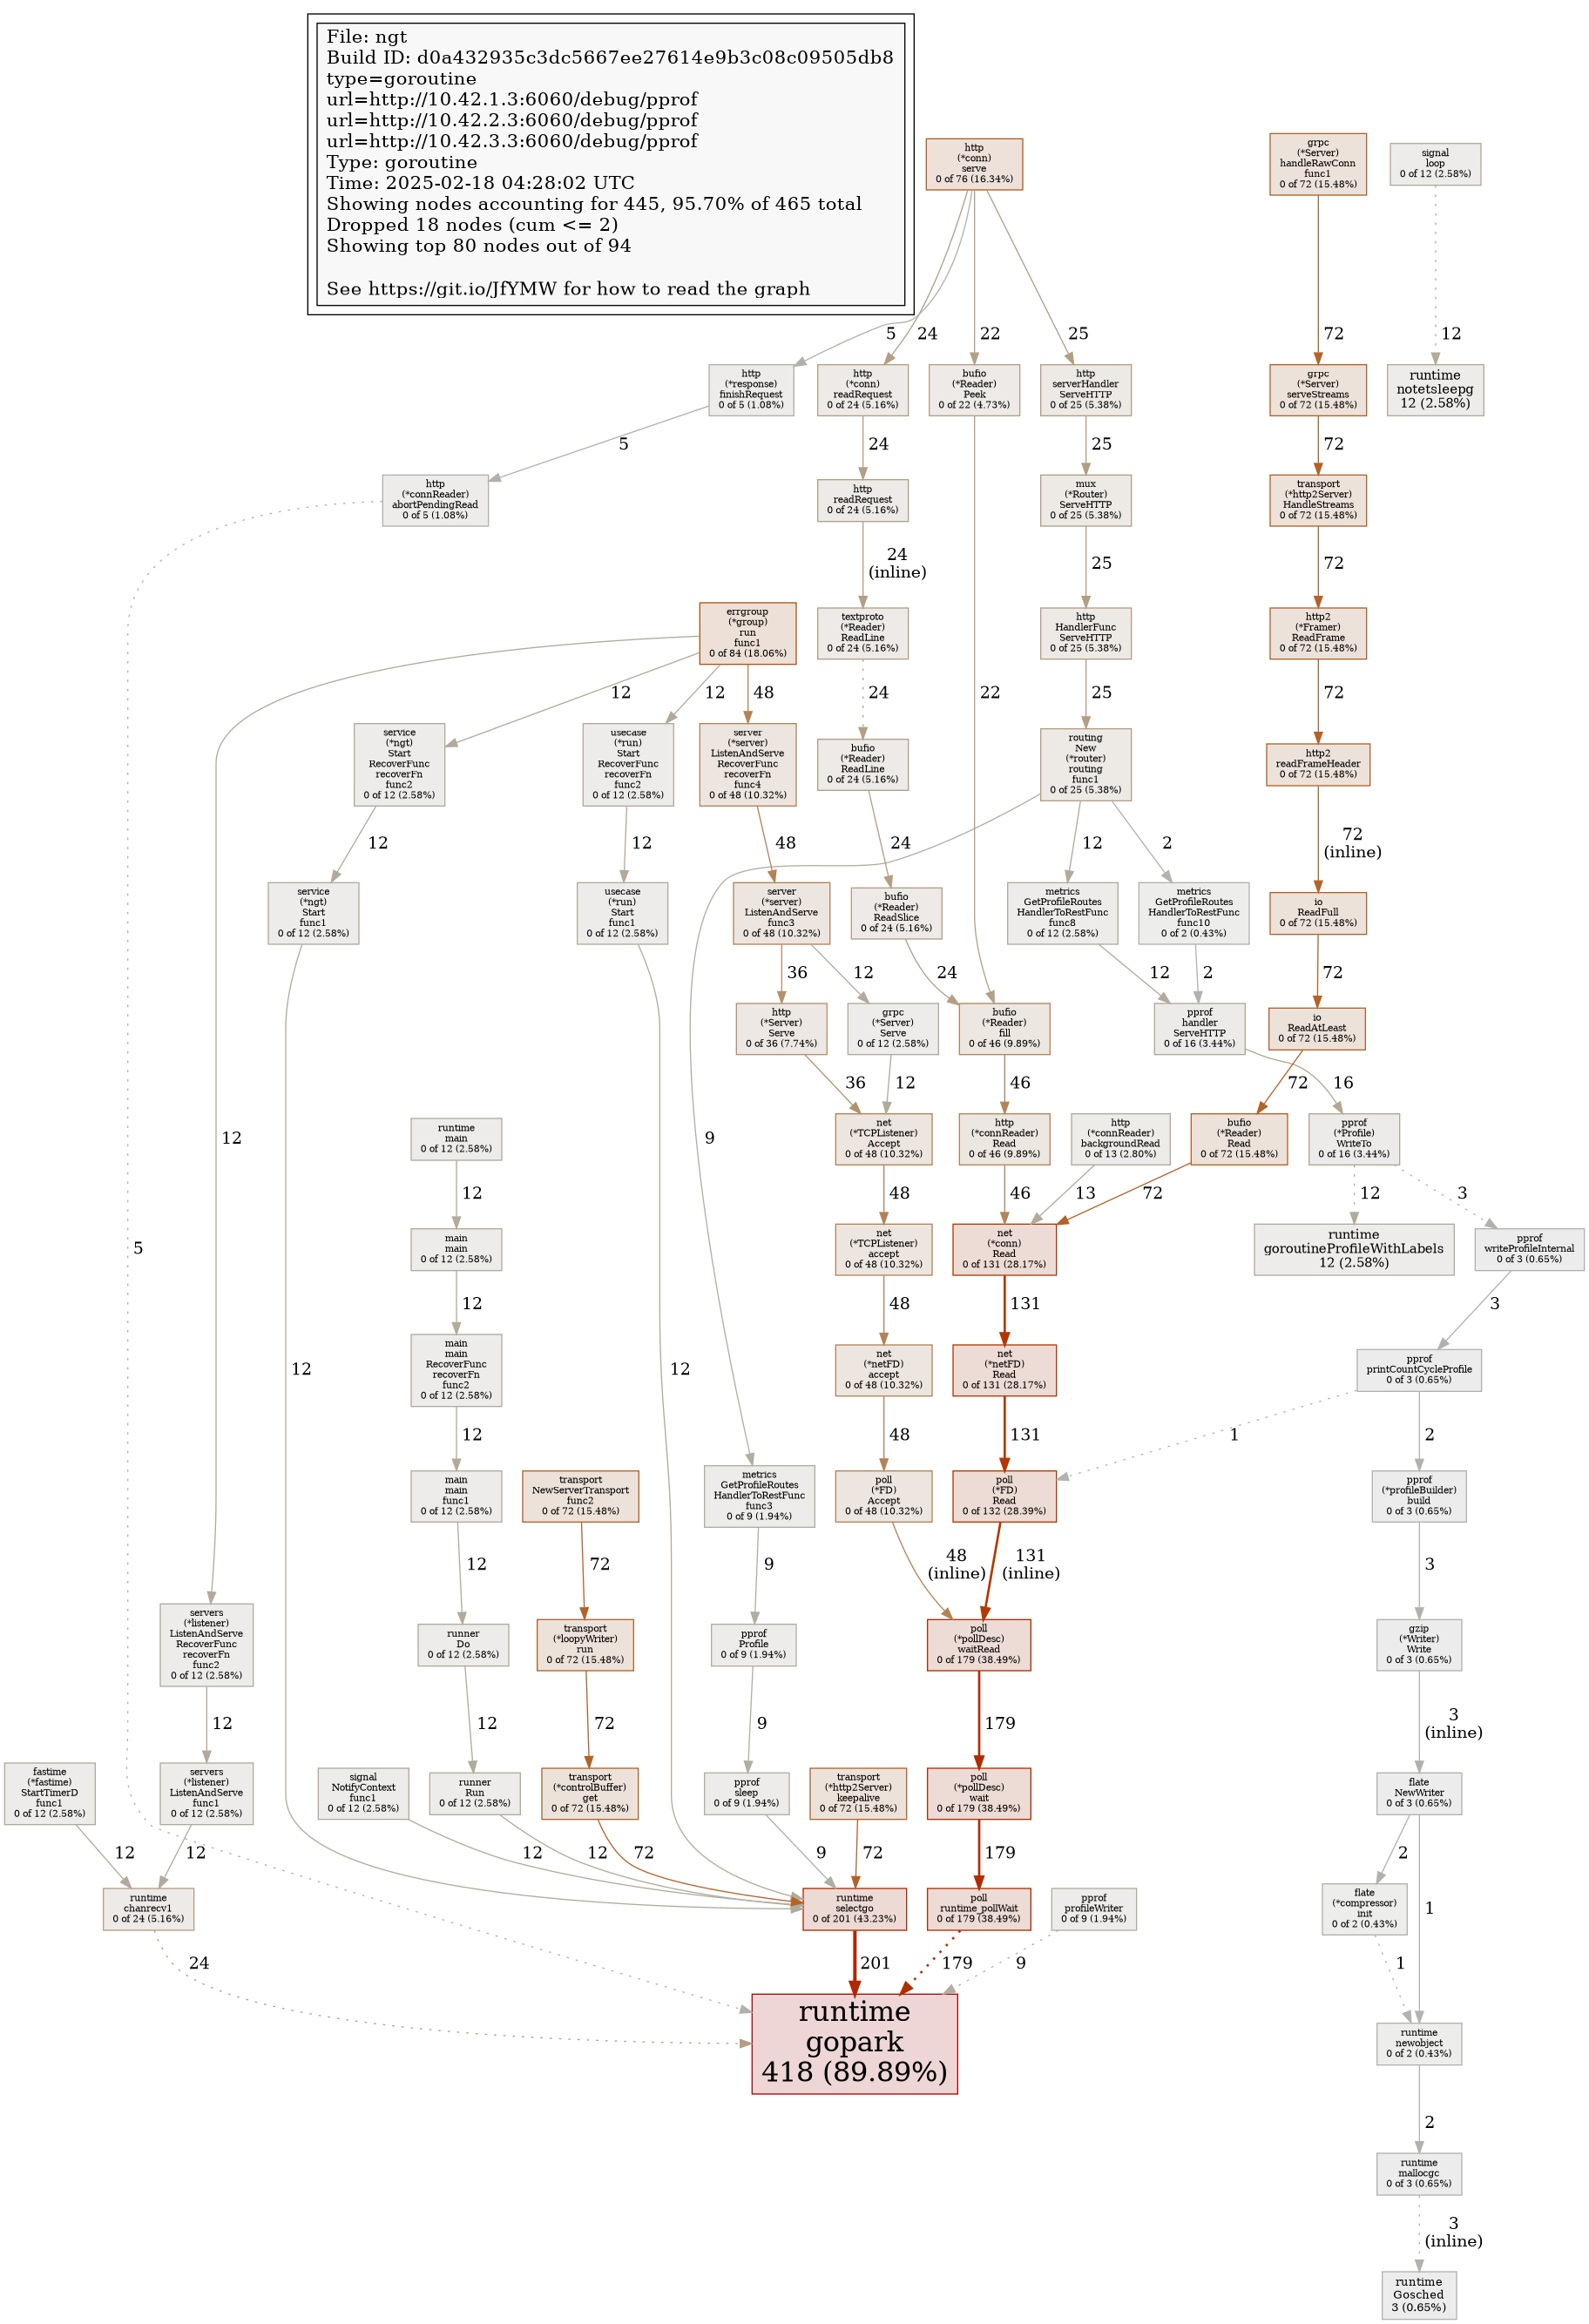 File: ngt
Build ID: d0a432935c3dc5667ee27614e9b3c08c09505db8
type=goroutine
url=http://10.42.1.3:6060/debug/pprof
url=http://10.42.2.3:6060/debug/pprof
url=http://10.42.3.3:6060/debug/pprof
Type: goroutine
Time: 2025-02-18 04:28:02 UTC
Showing nodes accounting for 445, 95.70% of 465 total
Dropped 18 nodes (cum <= 2)
Showing top 80 nodes out of 94
See https://git.io/JfYMW for how to read the graph
http
(*conn)
serve
0 of 76 (16.34%)
grpc
(*Server)
handleRawConn
func1
0 of 72 (15.48%)
signal
loop
0 of 12 (2.58%)
5
24
22
25
72
12
http
(*response)
finishRequest
0 of 5 (1.08%)
http
(*conn)
readRequest
0 of 24 (5.16%)
bufio
(*Reader)
Peek
0 of 22 (4.73%)
http
serverHandler
ServeHTTP
0 of 25 (5.38%)
grpc
(*Server)
serveStreams
0 of 72 (15.48%)
runtime
notetsleepg
12 (2.58%)
5
24
25
72
http
(*connReader)
abortPendingRead
0 of 5 (1.08%)
http
readRequest
0 of 24 (5.16%)
mux
(*Router)
ServeHTTP
0 of 25 (5.38%)
transport
(*http2Server)
HandleStreams
0 of 72 (15.48%)
24
(inline)
25
72
errgroup
(*group)
run
func1
0 of 84 (18.06%)
textproto
(*Reader)
ReadLine
0 of 24 (5.16%)
http
HandlerFunc
ServeHTTP
0 of 25 (5.38%)
http2
(*Framer)
ReadFrame
0 of 72 (15.48%)
12
12
48
24
22
25
72
service
(*ngt)
Start
RecoverFunc
recoverFn
func2
0 of 12 (2.58%)
usecase
(*run)
Start
RecoverFunc
recoverFn
func2
0 of 12 (2.58%)
server
(*server)
ListenAndServe
RecoverFunc
recoverFn
func4
0 of 48 (10.32%)
bufio
(*Reader)
ReadLine
0 of 24 (5.16%)
routing
New
(*router)
routing
func1
0 of 25 (5.38%)
http2
readFrameHeader
0 of 72 (15.48%)
12
12
48
24
12
2
72
(inline)
service
(*ngt)
Start
func1
0 of 12 (2.58%)
usecase
(*run)
Start
func1
0 of 12 (2.58%)
server
(*server)
ListenAndServe
func3
0 of 48 (10.32%)
bufio
(*Reader)
ReadSlice
0 of 24 (5.16%)
metrics
GetProfileRoutes
HandlerToRestFunc
func8
0 of 12 (2.58%)
metrics
GetProfileRoutes
HandlerToRestFunc
func10
0 of 2 (0.43%)
io
ReadFull
0 of 72 (15.48%)
36
12
24
12
2
72
http
(*Server)
Serve
0 of 36 (7.74%)
grpc
(*Server)
Serve
0 of 12 (2.58%)
bufio
(*Reader)
fill
0 of 46 (9.89%)
pprof
handler
ServeHTTP
0 of 16 (3.44%)
io
ReadAtLeast
0 of 72 (15.48%)
36
12
46
72
16
12
9
runtime
main
0 of 12 (2.58%)
net
(*TCPListener)
Accept
0 of 48 (10.32%)
http
(*connReader)
Read
0 of 46 (9.89%)
http
(*connReader)
backgroundRead
0 of 13 (2.80%)
bufio
(*Reader)
Read
0 of 72 (15.48%)
pprof
(*Profile)
WriteTo
0 of 16 (3.44%)
12
48
46
13
72
12
3
5
main
main
0 of 12 (2.58%)
net
(*TCPListener)
accept
0 of 48 (10.32%)
net
(*conn)
Read
0 of 131 (28.17%)
runtime
goroutineProfileWithLabels
12 (2.58%)
pprof
writeProfileInternal
0 of 3 (0.65%)
12
48
131
3
12
12
main
main
RecoverFunc
recoverFn
func2
0 of 12 (2.58%)
net
(*netFD)
accept
0 of 48 (10.32%)
net
(*netFD)
Read
0 of 131 (28.17%)
pprof
printCountCycleProfile
0 of 3 (0.65%)
12
48
131
1
2
main
main
func1
0 of 12 (2.58%)
transport
NewServerTransport
func2
0 of 72 (15.48%)
metrics
GetProfileRoutes
HandlerToRestFunc
func3
0 of 9 (1.94%)
poll
(*FD)
Accept
0 of 48 (10.32%)
poll
(*FD)
Read
0 of 132 (28.39%)
pprof
(*profileBuilder)
build
0 of 3 (0.65%)
12
72
9
48
(inline)
131
(inline)
3
servers
(*listener)
ListenAndServe
RecoverFunc
recoverFn
func2
0 of 12 (2.58%)
runner
Do
0 of 12 (2.58%)
transport
(*loopyWriter)
run
0 of 72 (15.48%)
pprof
Profile
0 of 9 (1.94%)
poll
(*pollDesc)
waitRead
0 of 179 (38.49%)
gzip
(*Writer)
Write
0 of 3 (0.65%)
12
12
72
9
179
3
(inline)
fastime
(*fastime)
StartTimerD
func1
0 of 12 (2.58%)
servers
(*listener)
ListenAndServe
func1
0 of 12 (2.58%)
signal
NotifyContext
func1
0 of 12 (2.58%)
runner
Run
0 of 12 (2.58%)
transport
(*controlBuffer)
get
0 of 72 (15.48%)
pprof
sleep
0 of 9 (1.94%)
transport
(*http2Server)
keepalive
0 of 72 (15.48%)
poll
(*pollDesc)
wait
0 of 179 (38.49%)
flate
NewWriter
0 of 3 (0.65%)
12
12
12
12
72
9
72
179
2
runtime
chanrecv1
0 of 24 (5.16%)
runtime
selectgo
0 of 201 (43.23%)
poll
runtime_pollWait
0 of 179 (38.49%)
pprof
profileWriter
0 of 9 (1.94%)
flate
(*compressor)
init
0 of 2 (0.43%)
1
24
201
179
9
1
runtime
gopark
418 (89.89%)
runtime
newobject
0 of 2 (0.43%)
2
runtime
mallocgc
0 of 3 (0.65%)
3
(inline)
runtime
Gosched
3 (0.65%)